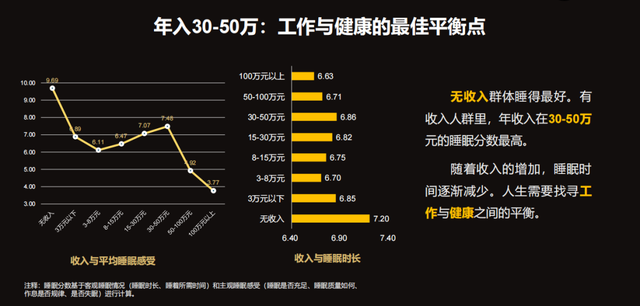 年入30-50万：工作与健康的最佳平衡点
10.00
9.00
8.00
7.00
6.00
5.00
4.00
3.00
9.69
6.89
6.11
6.47
7.07
7.48
4.92
3.77
无收入
3万元以下
3-8万元
8-15万元
15-30万元
30-50万元
50-100万元
100万元以上
收入与平均睡眠感受
100万元以上 6.63
50-100万元 6.71
30-50万元 6.86
15-30万元 6.82
8-15万元 6.75
3-8万元 6.70
3万元以下 6.85
无收入 7.20
6.40 6.90 7.40
收入与睡眠时长
无收入群体睡得最好。有
收入人群里，年收入在30-50万
元的睡眠分数最高。
随着收入的增加，睡眠时
间逐渐减少。人生需要找寻工
作与健康之间的平衡。
注释：睡眠分数基于客观睡眠情况（睡眠时长、睡着所需时间）和主观睡眠感受（睡眠是否充足、睡眠质量如何、
作息是否规律、是否失眠）进行计算。